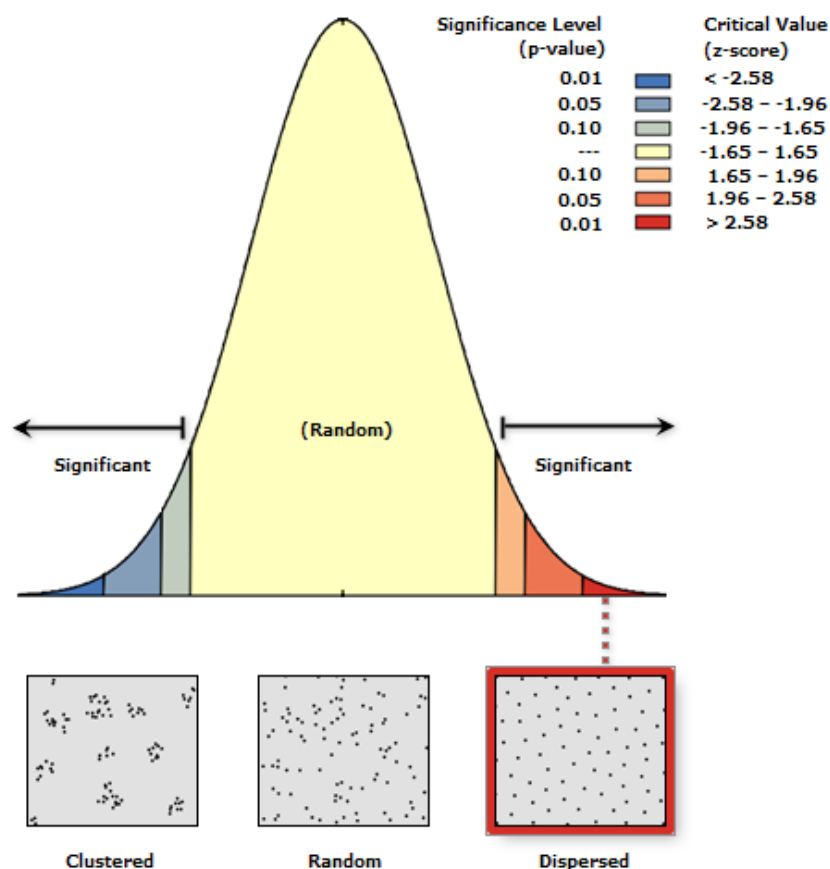 Significance Level Critical Value
(p-value) (z-score)
0.01 < -2.58
0.05 -2.58 – -1.96
0.10 -1.96 – -1.65
--- -1.65 – 1.65
0.10 1.65 – 1.96
0.05 1.96 – 2.58
0.01 > 2.58
(Random)
Significant Significant
Clustered Random Dispersed